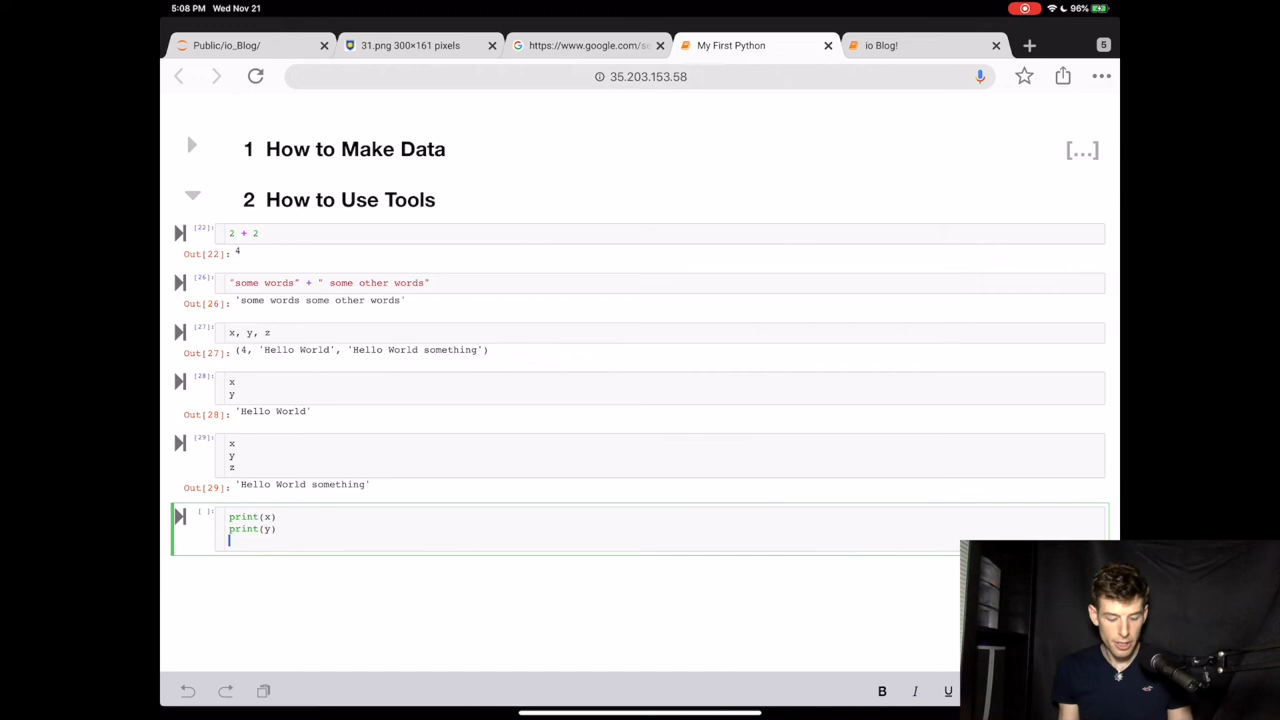 5:08 PM Wed Nov 21
96%
Public/io_Blog/
31.png 300×161 pixels
https://www.google.com/se
My First Python
io Blog!
5
35.203.153.58
1 How to Make Data
[...]
2 How to Use Tools
[22]: 2 + 2
Out[22]: 4
[26]: "some words" + " some other words"
Out[26]: 'some words some other words'
[27]: x, y, z
Out[27]: (4, 'Hello World', 'Hello World something')
[28]: x
y
Out[28]: 'Hello World'
[29]: x
y
z
Out[29]: 'Hello World something'
[ ]: print(x)
print(y)
B I U